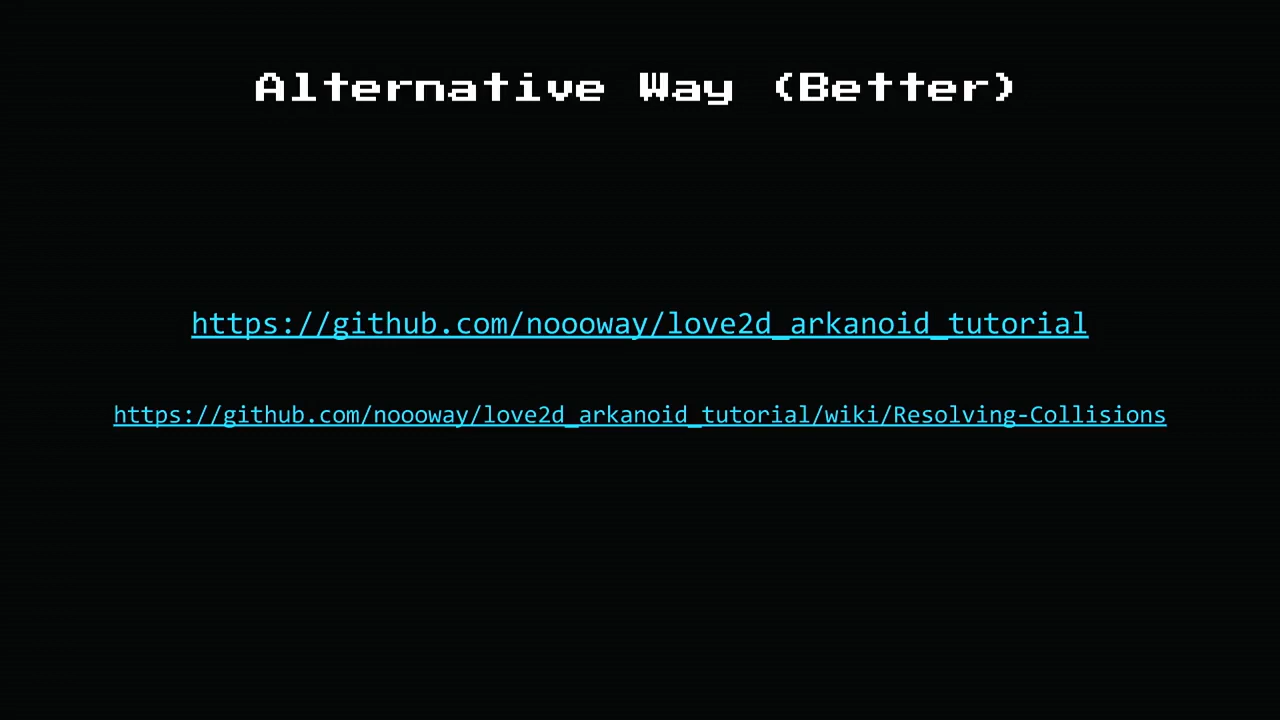 Alternative Way (Better)
https://github.com/noooway/love2d_arkanoid_tutorial
https://github.com/noooway/love2d_arkanoid_tutorial/wiki/Resolving-Collisions